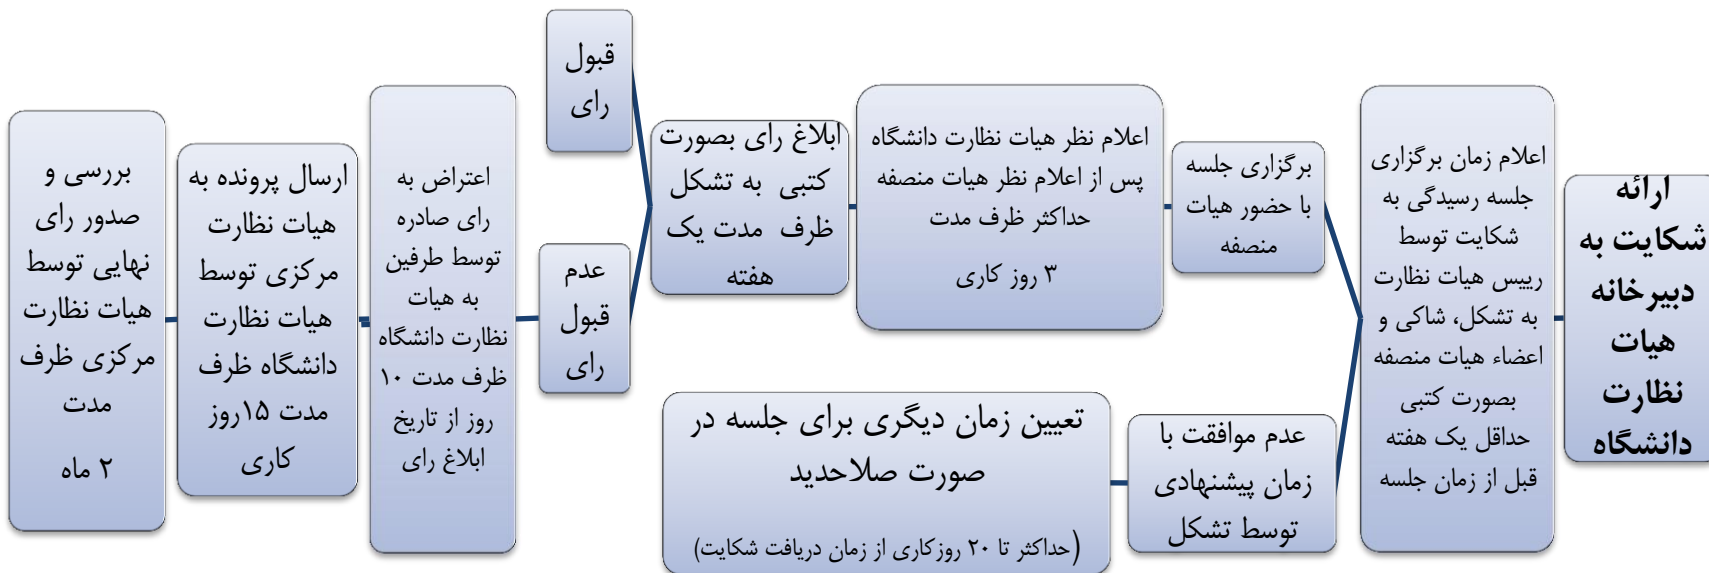 ارائه
شکایت به
دبیرخانه
هیات
نظارت
دانشگاه
اعلام زمان برگزاری
جلسه رسیدگی به
شکایت توسط
رییس هیات نظارت
به تشکل، شاکی و
اعضاء هیات منصفه
بصورت کتبی
حداقل یک هفته
قبل از زمان جلسه
برگزاری جلسه
با حضور هیات
منصفه
اعلام نظر هیات نظارت دانشگاه
پس از اعلام نظر هیات منصفه
حداکثر ظرف مدت
۳ روز کاری
ابلاغ رای بصورت
کتبی به تشکل
ظرف مدت یک
هفته
قبول
رای
عدم
قبول
رای
اعتراض به
رای صادره
توسط طرفین
به هیات
نظارت دانشگاه
ظرف مدت ۱۰
روز از تاریخ
ابلاغ رای
ارسال پرونده به
هیات نظارت
مرکزی توسط
هیات نظارت
دانشگاه ظرف
مدت ۱۵روز
کاری
بررسی و
صدور رای
نهایی توسط
هیات نظارت
مرکزی ظرف
مدت
۲ ماه
عدم موافقت با
زمان پیشنهادی
توسط تشکل
تعیین زمان دیگری برای جلسه در
صورت صلاحدید
(حداکثر تا ۲۰ روزکاری از زمان دریافت شکایت)